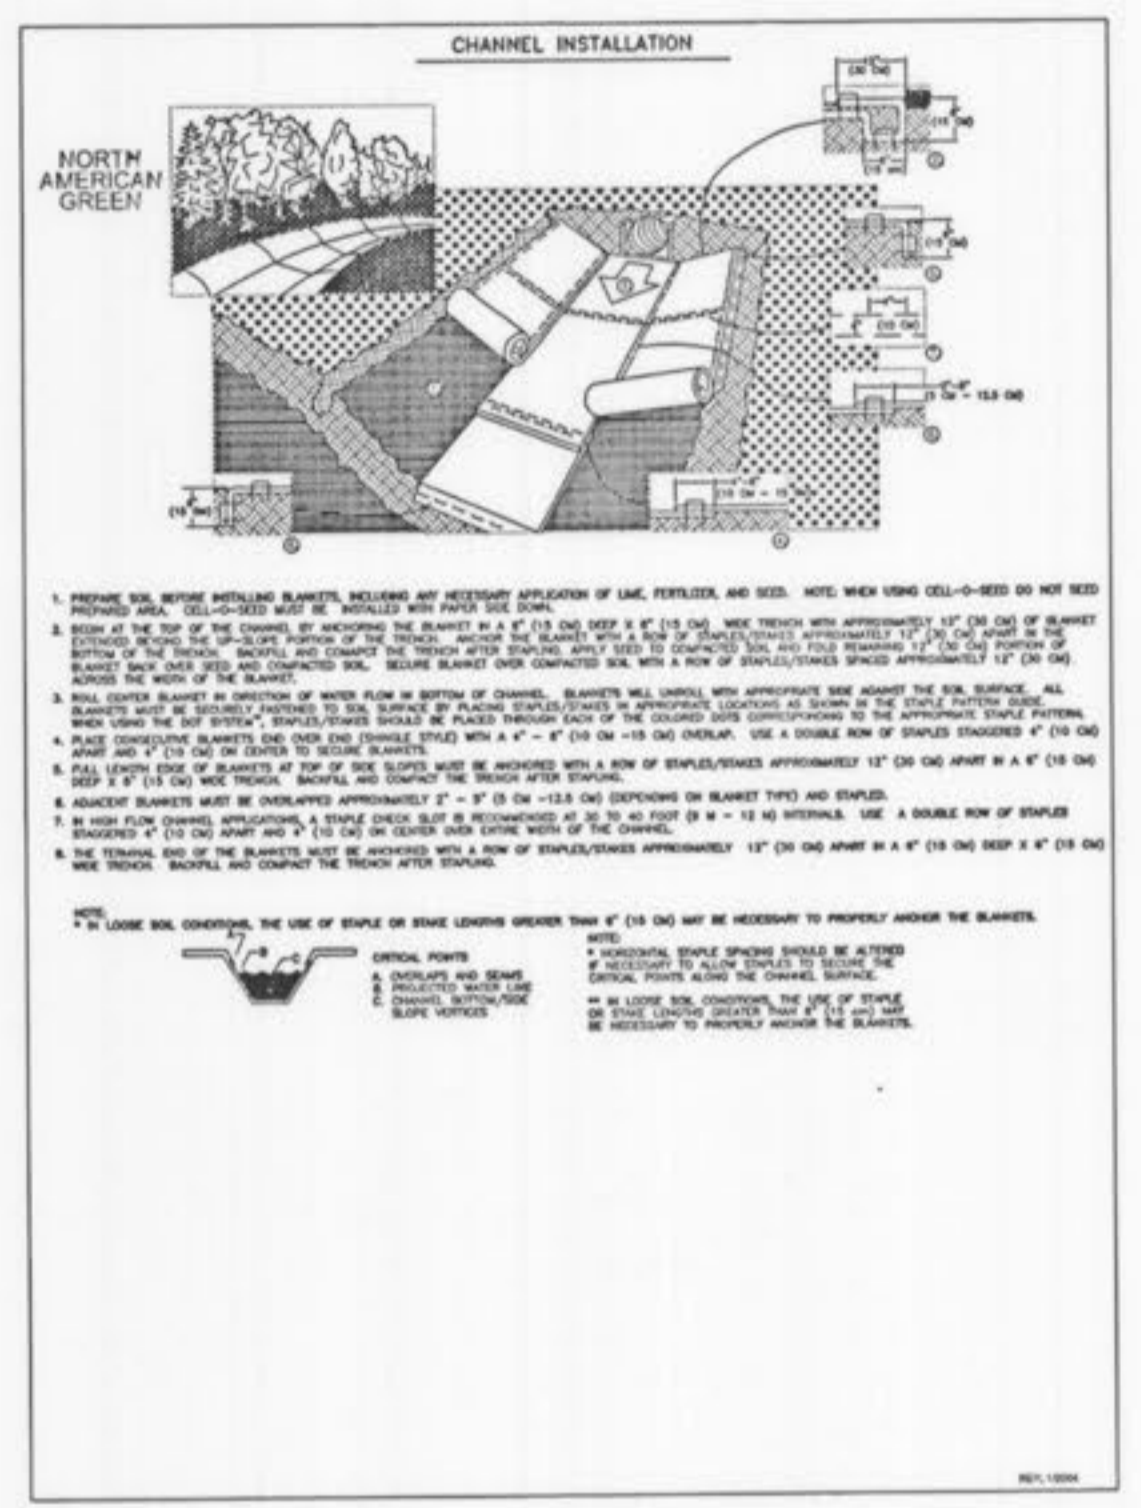 CHANNEL INSTALLATION
NORTH
AMERICAN
GREEN
(30 CM)
(15 CM)
(15 cm)
(15 CM)
(10 CM)
(15 CM)
1. PREPARE SOIL BEFORE INSTALLING BLANKETS, INCLUDING ANY NECESSARY APPLICATION OF LIME, FERTILIZER, AND SEED. NOTE: WHEN USING CELL-O-SEED DO NOT SEED
PREPARED AREA. CELL-O-SEED MUST BE INSTALLED WITH PAPER SIDE DOWN.
2. BEGIN AT THE TOP OF THE CHANNEL BY ANCHORING THE BLANKET IN A 6" (15 CM) DEEP X 6" (15 CM) WIDE TRENCH WITH APPROXIMATELY 12" (30 CM) OF BLANKET
EXTENDED BEYOND THE UP-SLOPE PORTION OF THE TRENCH. ANCHOR THE BLANKET WITH A ROW OF STAPLES/STAKES APPROXIMATELY 12" (30 CM) APART IN THE
BOTTOM OF THE TRENCH. BACKFILL AND COMAPCT THE TRENCH AFTER STAPLING. APPLY SEED TO COMPACTED SOIL AND FOLD REMAINING 12" (30 CM) PORTION OF
BLANKET BACK OVER SEED AND COMPACTED SOIL. SECURE BLANKET OVER COMPACTED SOIL WITH A ROW OF STAPLES/STAKES SPACED APPROXIMATELY 12" (30 CM)
ACROSS THE WIDTH OF THE BLANKET.
3. ROLL CENTER BLANKET IN DIRECTION OF WATER FLOW IN BOTTOM OF CHANNEL. BLANKETS WILL UNROLL WITH APPROPRIATE SIDE AGAINST THE SOIL SURFACE. ALL
BLANKETS MUST BE SECURELY FASTENED TO SOIL SURFACE BY PLACING STAPLES/STAKES IN APPROPRIATE LOCATIONS AS SHOWN IN THE STAPLE PATTERN GUIDE.
WHEN USING THE DOT SYSTEM", STAPLES/STAKES SHOULD BE PLACED THROUGH EACH OF THE COLORED DOTS CORRESPONDING TO THE APPROPRIATE STAPLE PATTERN.
4. PLACE CONSECUTIVE BLANKETS END OVER END (SHINGLE STYLE) WITH A 4" - 6" (10 CM -15 CM) OVERLAP. USE A DOUBLE ROW OF STAPLES STAGGERED 4" (10 CM)
APART AND 4" (10 CM) ON CENTER TO SECURE BLANKETS.
5. FULL LENGTH EDGE OF BLANKETS AT TOP OF SIDE SLOPES MUST BE ANCHORED WITH A ROW OF STAPLES/STAKES APPROXIMATELY 12" (30 CM) APART IN A 6" (15 CM)
DEEP X 6" (15 CM) WIDE TRENCH. BACKFILL AND COMPACT THE TRENCH AFTER STAPLING.
6. ADJACENT BLANKETS MUST BE OVERLAPPED APPROXIMATELY 2" - 5" (5 CM -12.5 CM) (DEPENDING ON BLANKET TYPE) AND STAPLED.
7. IN HIGH FLOW CHANNEL APPLICATIONS, A STAPLE CHECK SLOT IS RECOMMENDED AT 30 TO 40 FOOT (9 M - 12 M) INTERVALS. USE A DOUBLE ROW OF STAPLES
STAGGERED 4" (10 CM) APART AND 4" (10 CM) ON CENTER OVER ENTIRE WIDTH OF THE CHANNEL.
8. THE TERMINAL END OF THE BLANKETS MUST BE ANCHORED WITH A ROW OF STAPLES/STAKES APPROXIMATELY 12" (30 CM) APART IN A 6" (15 CM) DEEP X 6" (15 CM)
WIDE TRENCH. BACKFILL AND COMPACT THE TRENCH AFTER STAPLING.
NOTE:
* IN LOOSE SOIL CONDITIONS, THE USE OF STAPLE OR STAKE LENGTHS GREATER THAN 6" (15 CM) MAY BE NECESSARY TO PROPERLY ANCHOR THE BLANKETS.
A
B
C
CRITICAL POINTS
A. OVERLAPS AND SEAMS
B. PROJECTED WATER LINE
C. CHANNEL BOTTOM/SIDE
SLOPE VERTICES
NOTE:
* HORIZONTAL STAPLE SPACING SHOULD BE ALTERED
IF NECESSARY TO ALLOW STAPLES TO SECURE THE
CRITICAL POINTS ALONG THE CHANNEL SURFACE.
** IN LOOSE SOIL CONDITIONS, THE USE OF STAPLE
OR STAKE LENGTHS GREATER THAN 6" (15 cm) MAY
BE NECESSARY TO PROPERLY ANCHOR THE BLANKETS.
REV. 1/2004